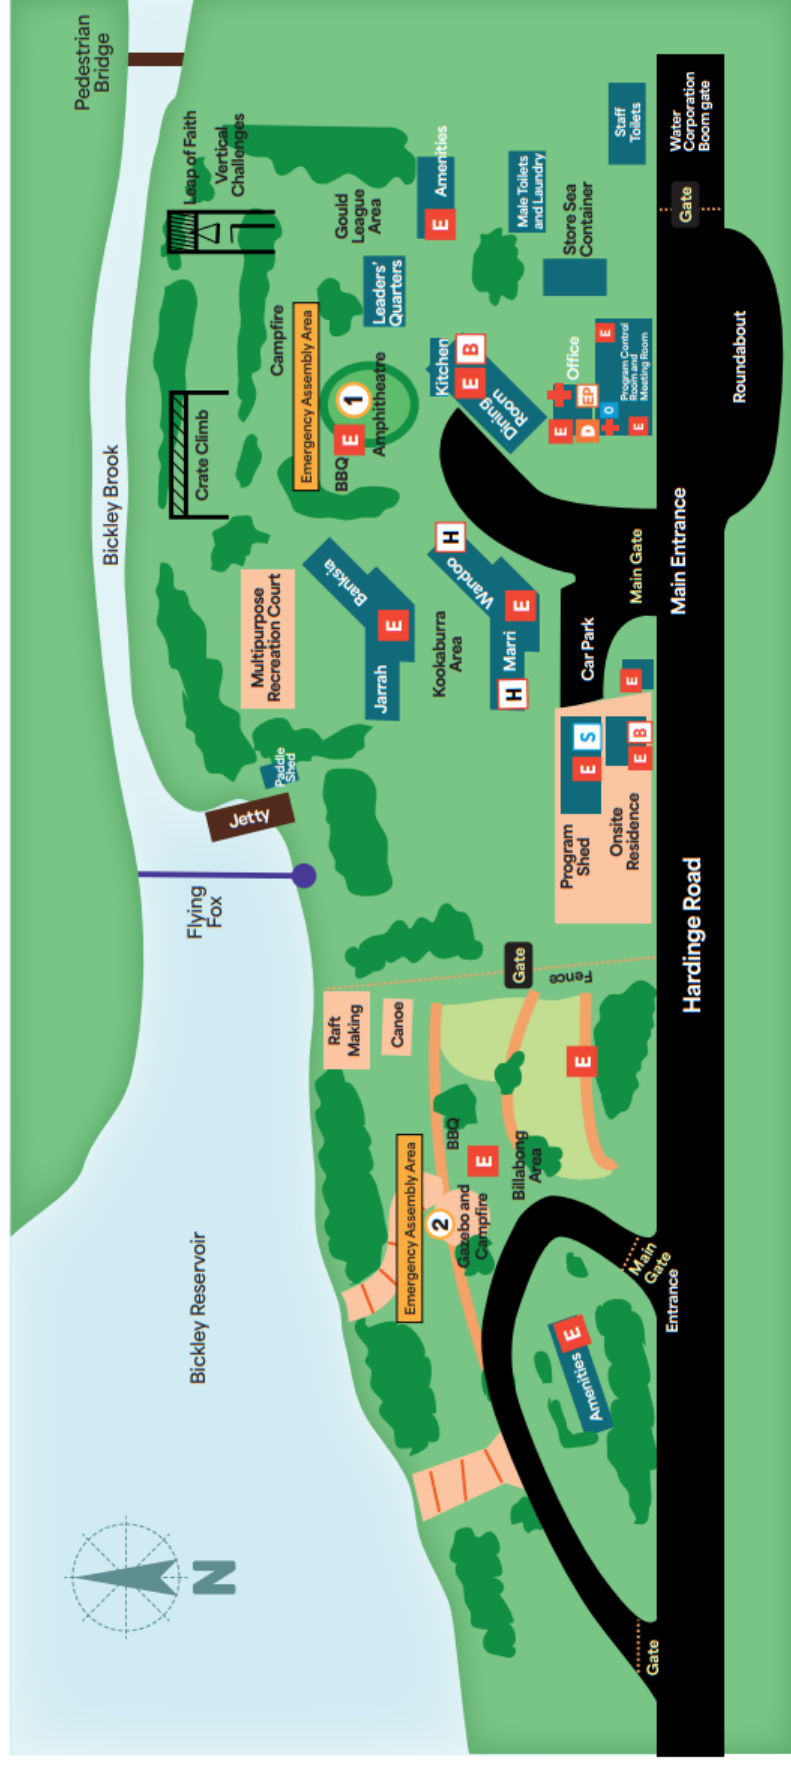 Pedestrian
Bridge
Bickley Brook
Leap of Faith
Vertical
Challenges
Crate Climb
Campfire
Gould
League
Area
E
Amenities
Male Toilets
and Laundry
Store Sea
Container
Staff
Toilets
Water
Corporation
Boom gate
Gate
Leaders'
Quarters
Emergency Assembly Area
1
E
BBQ
Amphitheatre
Kitchen
E
B
Dining
Room
Office
E
D
EP
O
E
E
Program Control
Room and
Meeting Room
Roundabout
Multipurpose
Recreation Court
Banksia
E
Jarrah
Kookaburra
Area
H
Wandoo
E
Marri
H
Car Park
Main Gate
Main Entrance
E
Paddle
Shed
Jetty
Flying
Fox
E
S
Program
Shed
E
B
Onsite
Residence
Hardinge Road
Gate
Fence
Raft
Making
Canoe
E
BBQ
E
Billabong
Area
Emergency Assembly Area
2
Gazebo and
Campfire
Bickley Reservoir
Main
Gate
Entrance
Amenities
E
N
Gate